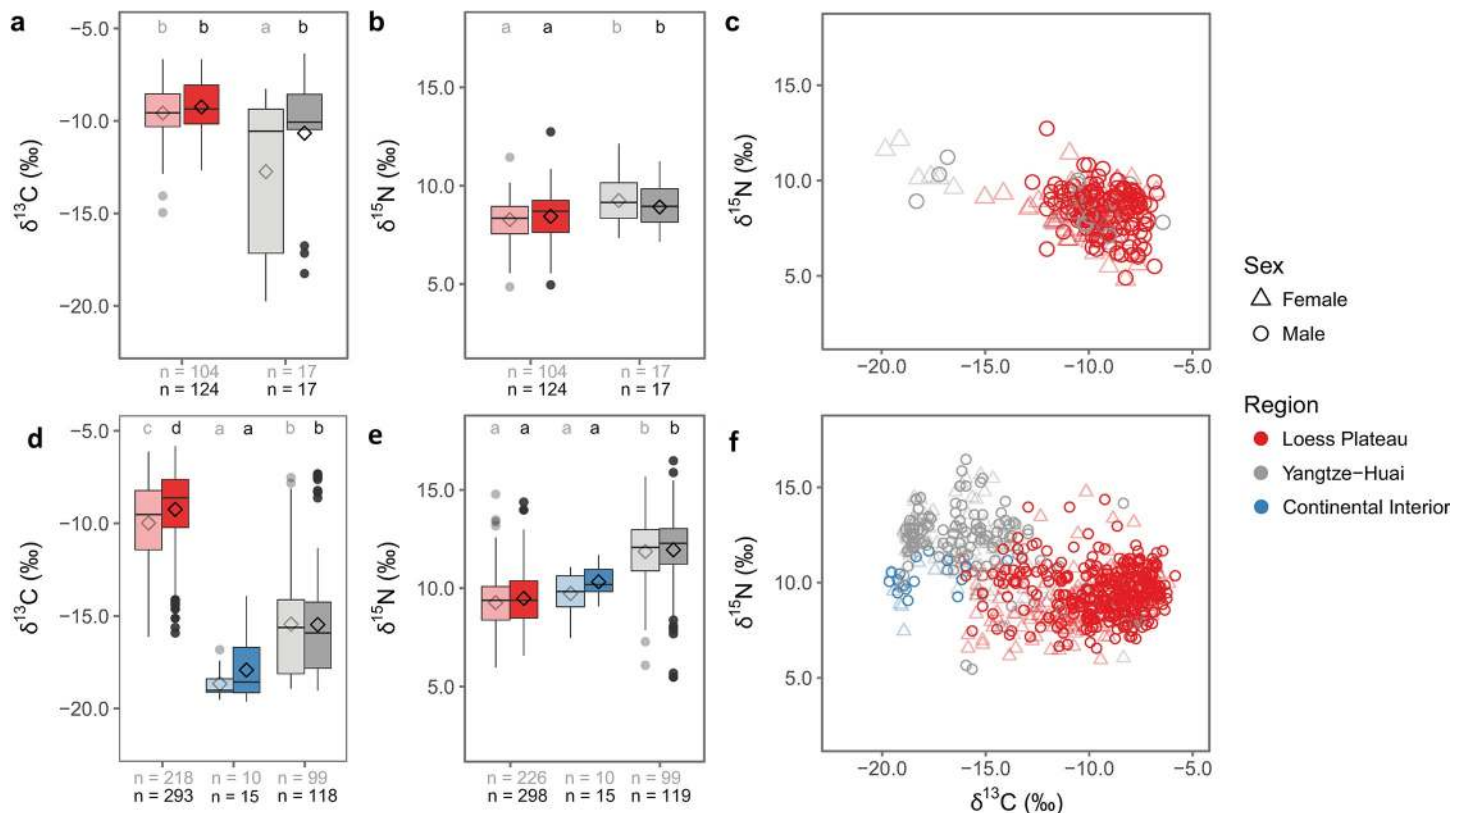 a
b b a b
−5.0
−10.0
−15.0
−20.0
δ13C (‰)
n = 104 n = 17
n = 124 n = 17
b
a a b b
15.0
10.0
5.0
δ15N (‰)
n = 104 n = 17
n = 124 n = 17
c
15.0
10.0
5.0
δ15N (‰)
−20.0 −15.0 −10.0 −5.0
Sex
Female
Male
Region
Loess Plateau
Yangtze−Huai
Continental Interior
d
c d a a b b
−5.0
−10.0
−15.0
−20.0
δ13C (‰)
n = 218 n = 10 n = 99
n = 293 n = 15 n = 118
e
a a a a b b
15.0
10.0
5.0
δ15N (‰)
n = 226 n = 10 n = 99
n = 298 n = 15 n = 119
f
15.0
10.0
5.0
δ15N (‰)
−20.0 −15.0 −10.0 −5.0
δ13C (‰)